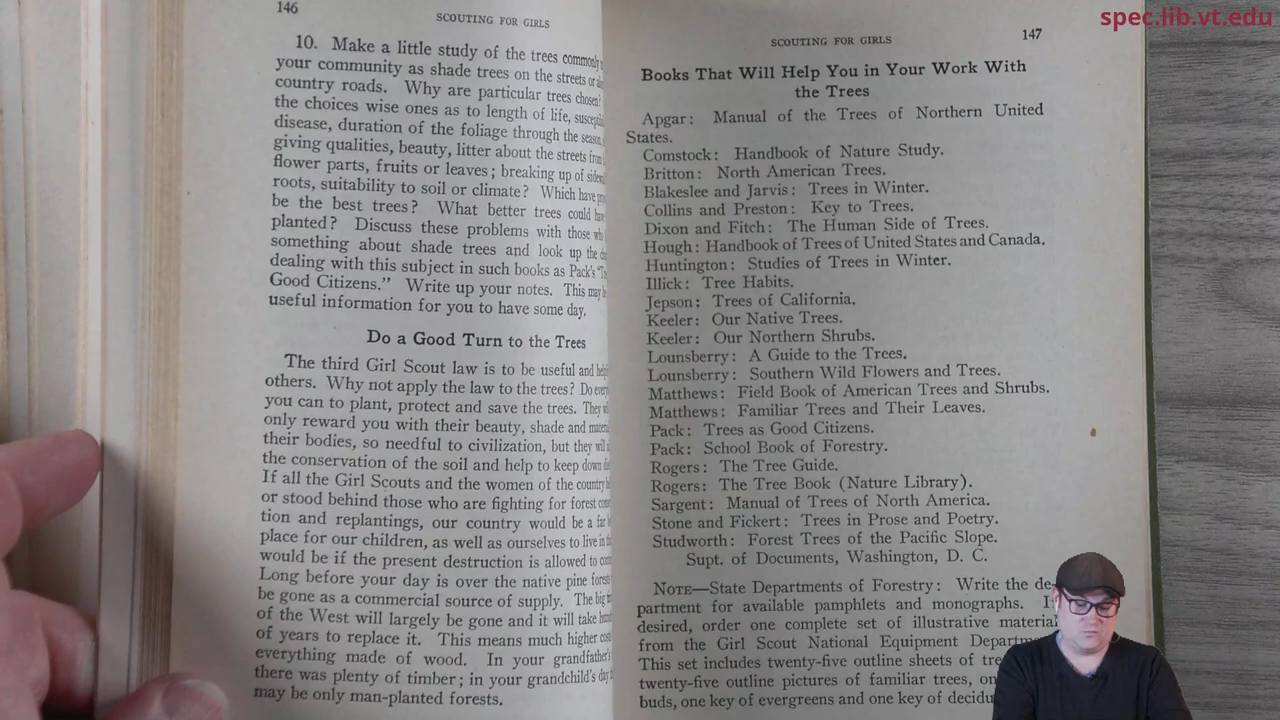 spec.lib.vt.edu
146
SCOUTING FOR GIRLS
10. Make a little study of the trees commonly
your community as shade trees on the streets or
country roads. Why are particular trees chosen?
the choices wise ones as to length of life,
disease, duration of the foliage through the season,
giving qualities, beauty, litter about the streets from
flower parts, fruits or leaves; breaking up of
roots, suitability to soil or climate? Which have
be the best trees? What better trees could
planted? Discuss these problems with those
something about shade trees and look up the
dealing with this subject in such books as Pack's
Good Citizens." Write up your notes. This may
useful information for you to have some day.
Do a Good Turn to the Trees
The third Girl Scout law is to be useful and
others. Why not apply the law to the trees? Do
you can to plant, protect and save the trees. They
only reward you with their beauty, shade and
their bodies, so needful to civilization, but they
the conservation of the soil and help to keep down
If all the Girl Scouts and the women of the country
or stood behind those who are fighting for forest
tion and replantings, our country would be a far
place for our children, as well as ourselves to live in
would be if the present destruction is allowed to
Long before your day is over the native pine
be gone as a commercial source of supply. The big
of the West will largely be gone and it will take
of years to replace it. This means much higher
everything made of wood. In your grandfather's
there was plenty of timber; in your grandchild's
may be only man-planted forests.
SCOUTING FOR GIRLS
147
Books That Will Help You in Your Work With
the Trees
Apgar: Manual of the Trees of Northern United
States.
Comstock: Handbook of Nature Study.
Britton: North American Trees.
Blakeslee and Jarvis: Trees in Winter.
Collins and Preston: Key to Trees.
Dixon and Fitch: The Human Side of Trees.
Hough: Handbook of Trees of United States and Canada.
Huntington: Studies of Trees in Winter.
Illick: Tree Habits.
Jepson: Trees of California.
Keeler: Our Native Trees.
Keeler: Our Northern Shrubs.
Lounsberry: A Guide to the Trees.
Lounsberry: Southern Wild Flowers and Trees.
Matthews: Field Book of American Trees and Shrubs.
Matthews: Familiar Trees and Their Leaves.
Pack: Trees as Good Citizens.
Pack: School Book of Forestry.
Rogers: The Tree Guide.
Rogers: The Tree Book (Nature Library).
Sargent: Manual of Trees of North America.
Stone and Fickert: Trees in Prose and Poetry.
Studworth: Forest Trees of the Pacific Slope.
Supt. of Documents, Washington, D. C.
NOTE—State Departments of Forestry: Write the de-
partment for available pamphlets and monographs.
desired, order one complete set of illustrative material
from the Girl Scout National Equipment
This set includes twenty-five outline sheets of
twenty-five outline pictures of familiar trees,
buds, one key of evergreens and one key of